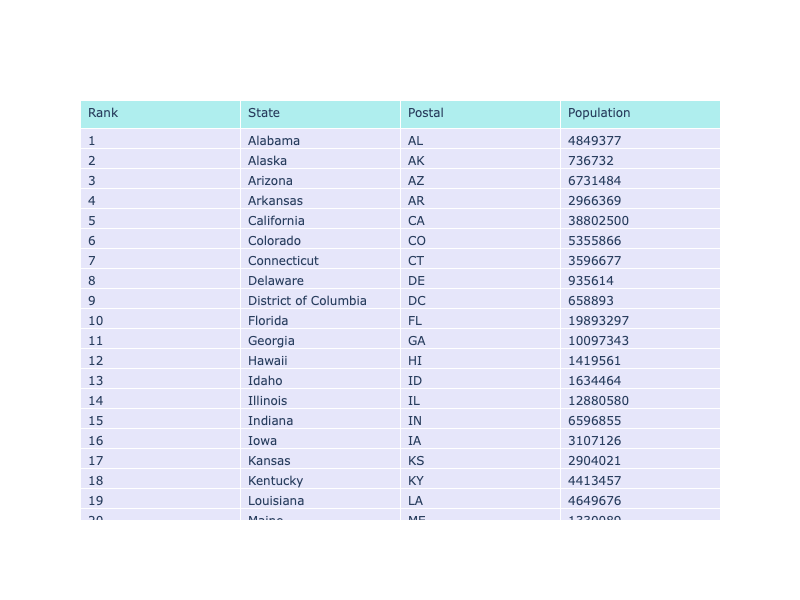 Rank State Postal Population
1 Alabama AL 4849377
2 Alaska AK 736732
3 Arizona AZ 6731484
4 Arkansas AR 2966369
5 California CA 38802500
6 Colorado CO 5355866
7 Connecticut CT 3596677
8 Delaware DE 935614
9 District of Columbia DC 658893
10 Florida FL 19893297
11 Georgia GA 10097343
12 Hawaii HI 1419561
13 Idaho ID 1634464
14 Illinois IL 12880580
15 Indiana IN 6596855
16 Iowa IA 3107126
17 Kansas KS 2904021
18 Kentucky KY 4413457
19 Louisiana LA 4649676
20 Maine ME